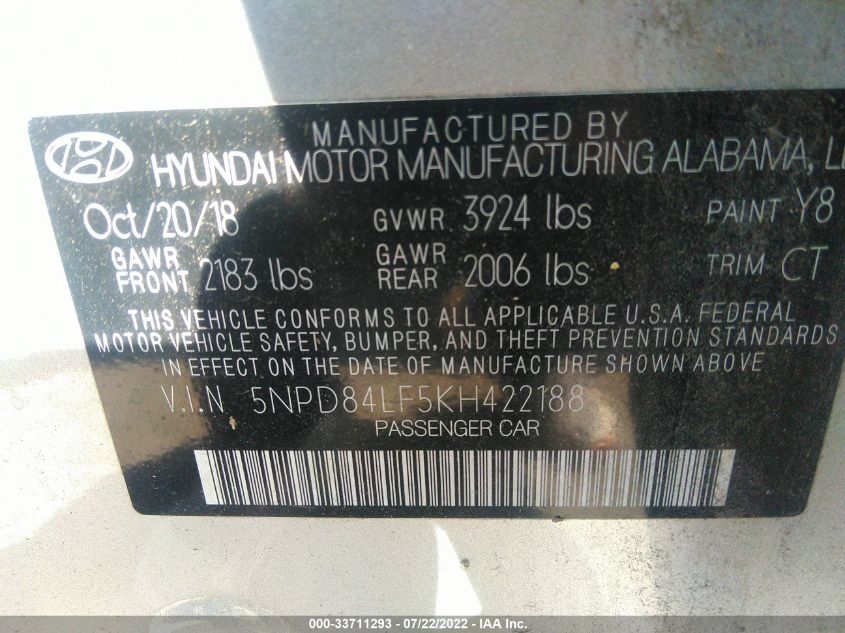 MANUFACTURED BY
HYUNDAI MOTOR MANUFACTURING ALABAMA,
Oct/20/18 GVWR 3924 lbs PAINT Y8
GAWR FRONT 2183 lbs GAWR REAR 2006 lbs TRIM CT
THIS VEHICLE CONFORMS TO ALL APPLICABLE U.S.A. FEDERAL
MOTOR VEHICLE SAFETY, BUMPER, AND THEFT PREVENTION STANDARDS
IN EFFECT ON THE DATE OF MANUFACTURE SHOWN ABOVE
V.I.N 5NPD84LF5KH422188
PASSENGER CAR
000-33711293 - 07/22/2022 - IAA Inc.